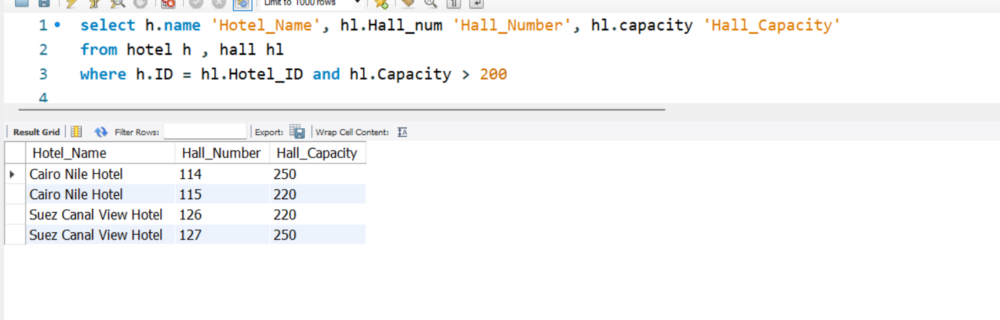 Limit to 1000 rows
1 select h.name 'Hotel_Name', hl.Hall_num 'Hall_Number', hl.capacity 'Hall_Capacity'
2 from hotel h , hall hl
3 where h.ID = hl.Hotel_ID and hl.Capacity > 200
4
Result Grid Filter Rows: Export: Wrap Cell Content:
Hotel_Name Hall_Number Hall_Capacity
Cairo Nile Hotel 114 250
Cairo Nile Hotel 115 220
Suez Canal View Hotel 126 220
Suez Canal View Hotel 127 250